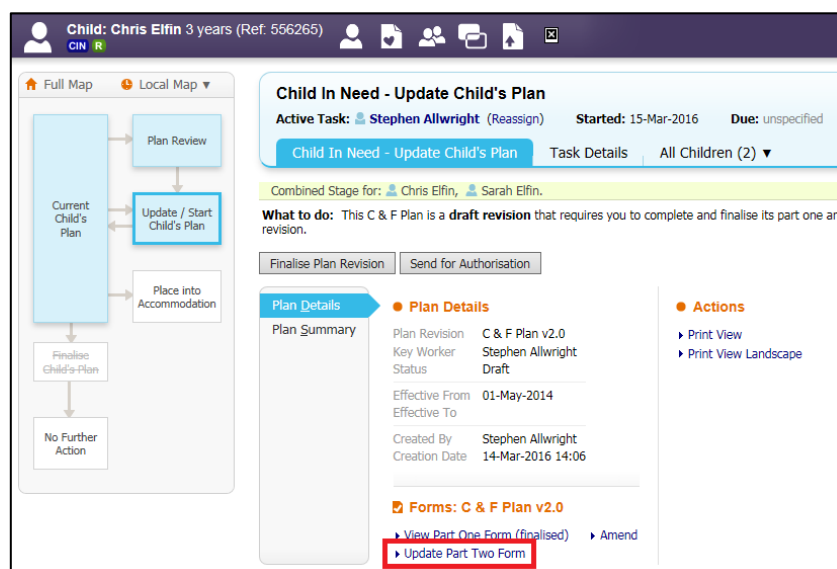 Child: Chris Elfin 3 years (Ref: 556265)
CIN R
Full Map Local Map ▼
Current Child's Plan
Plan Review
Update / Start Child's Plan
Place into Accommodation
Finalise Child's Plan
No Further Action
Child In Need - Update Child's Plan
Active Task: Stephen Allwright (Reassign) Started: 15-Mar-2016 Due: unspecified
Child In Need - Update Child's Plan Task Details All Children (2) ▼
Combined Stage for: Chris Elfin, Sarah Elfin.
What to do: This C & F Plan is a draft revision that requires you to complete and finalise its part one
revision.
Finalise Plan Revision Send for Authorisation
Plan Details
Plan Summary
Plan Details
Plan Revision C & F Plan v2.0
Key Worker Stephen Allwright
Status Draft
Effective From 01-May-2014
Effective To
Created By Stephen Allwright
Creation Date 14-Mar-2016 14:06
Forms: C & F Plan v2.0
View Part One Form (finalised) Amend
Update Part Two Form
Actions
Print View
Print View Landscape